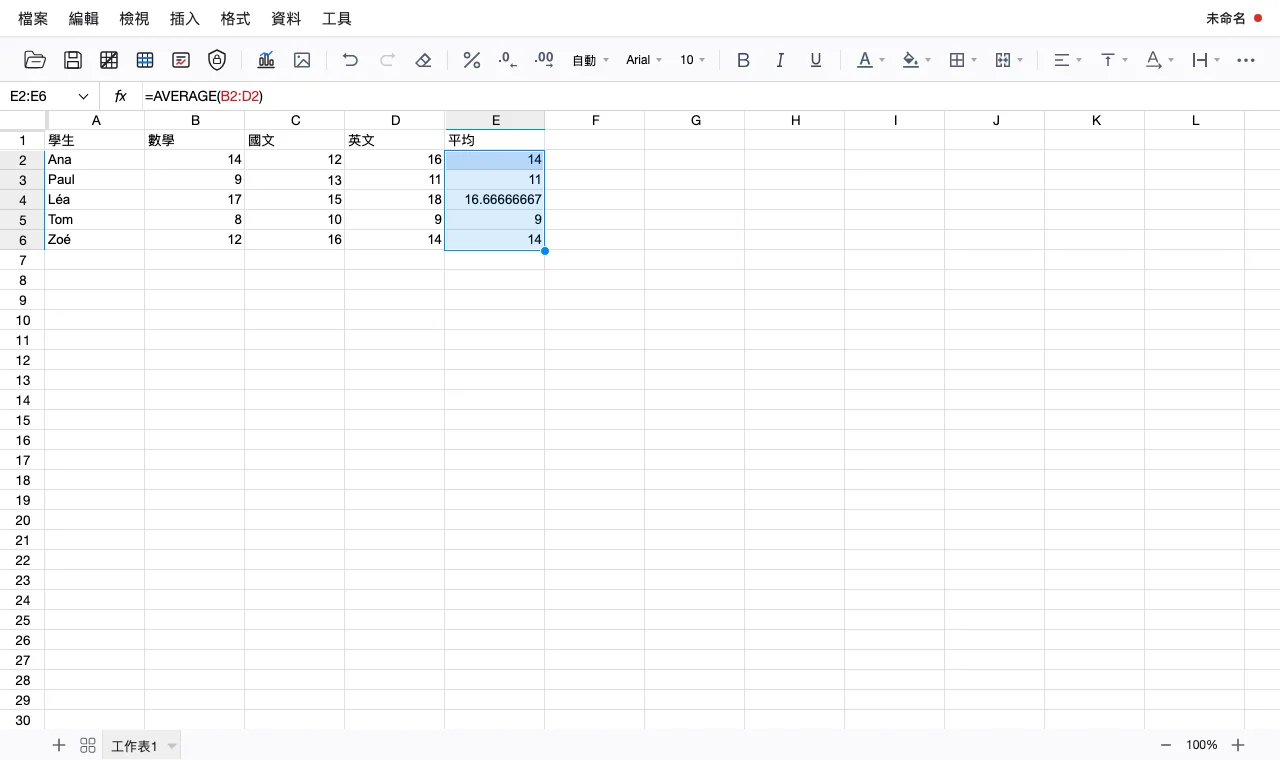 檔案 編輯 檢視 插入 格式 資料 工具 未命名
.0 .00 自動 Arial 10 B I U A A
E2:E6 fx =AVERAGE(B2:D2)
A B C D E F G H I J K L
1 學生 數學 國文 英文 平均
2 Ana 14 12 16 14
3 Paul 9 13 11 11
4 Léa 17 15 18 16.66666667
5 Tom 8 10 9 9
6 Zoé 12 16 14 14
7
8
9
10
11
12
13
14
15
16
17
18
19
20
21
22
23
24
25
26
27
28
29
30
工作表1 100%